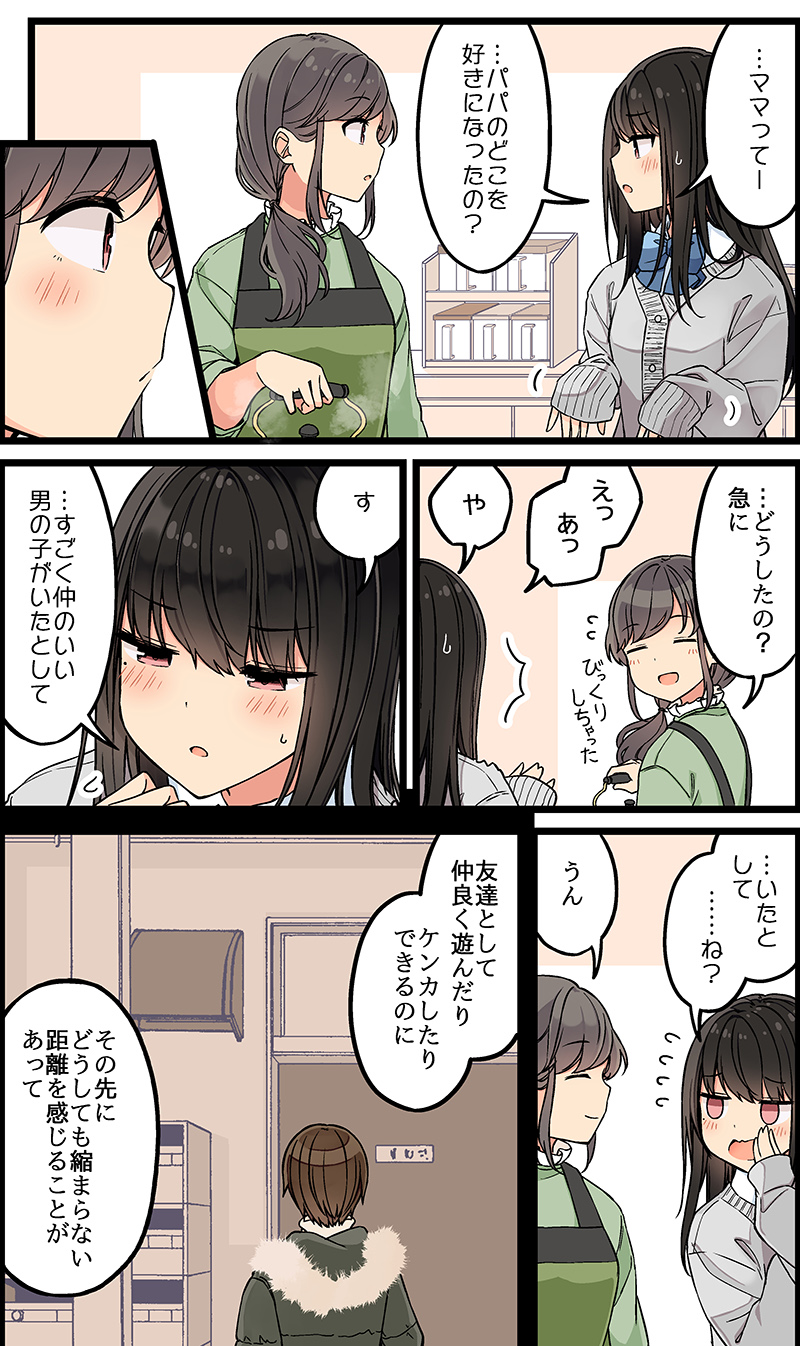 …ママってー
…パパのどこを
好きになったの？
…どうしたの？
急に
びっくり
しちゃった
えっ
あっ
や
す
…すごく仲のいい
男の子がいたとして
…いたと
して
……ね？
うん
友達として
仲良く遊んだり
ケンカしたり
できるのに
その先に
どうしても縮まらない
距離を感じることが
あって